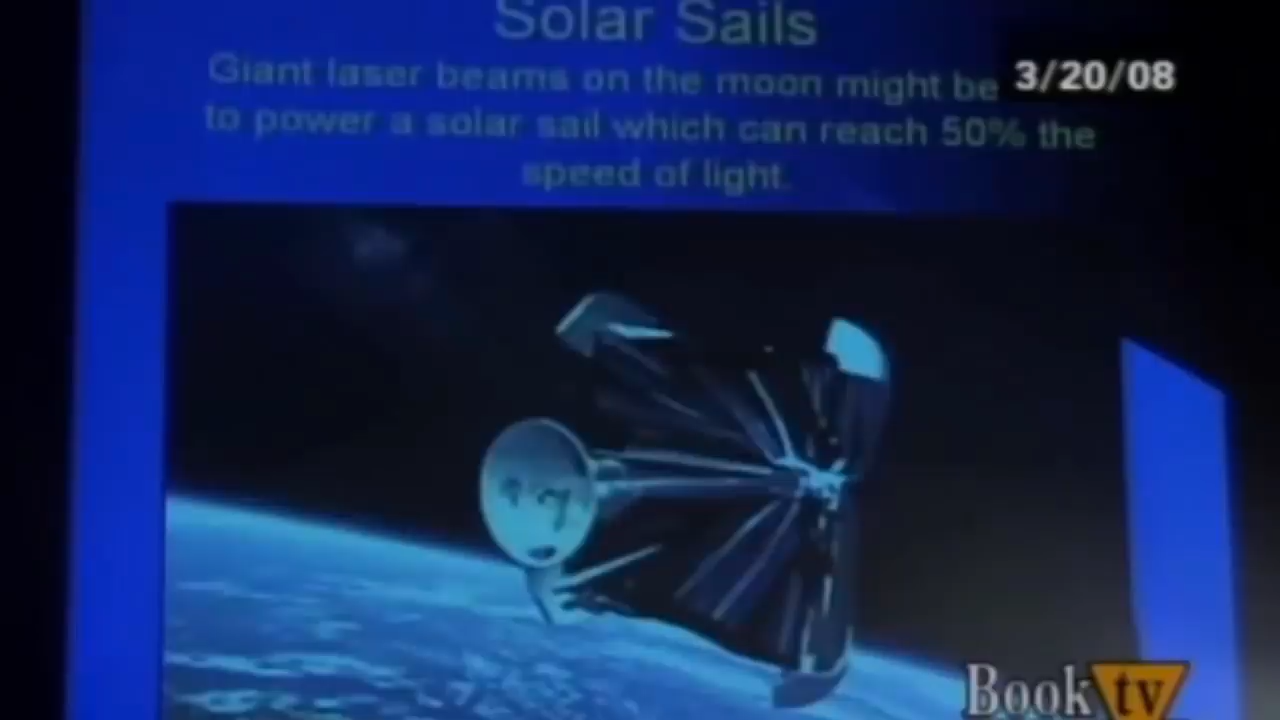 Solar Sails
Giant laser beams on the moon might be
3/20/08
to power a solar sail which can reach 50% the
speed of light.
Book tv